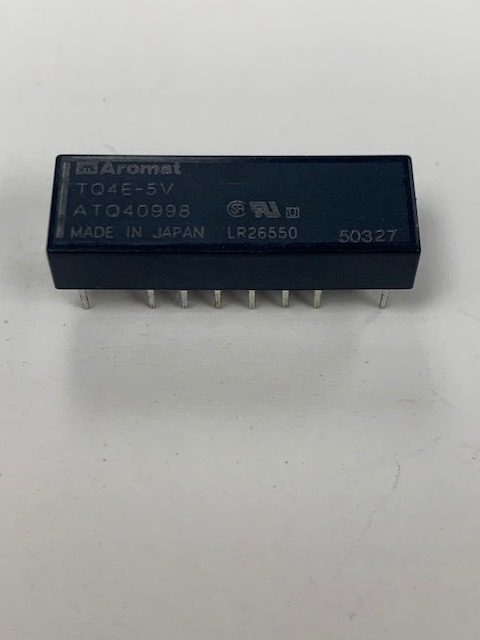 Aromat
TQ4E-5V
ATQ40998
MADE IN JAPAN LR26550 50327